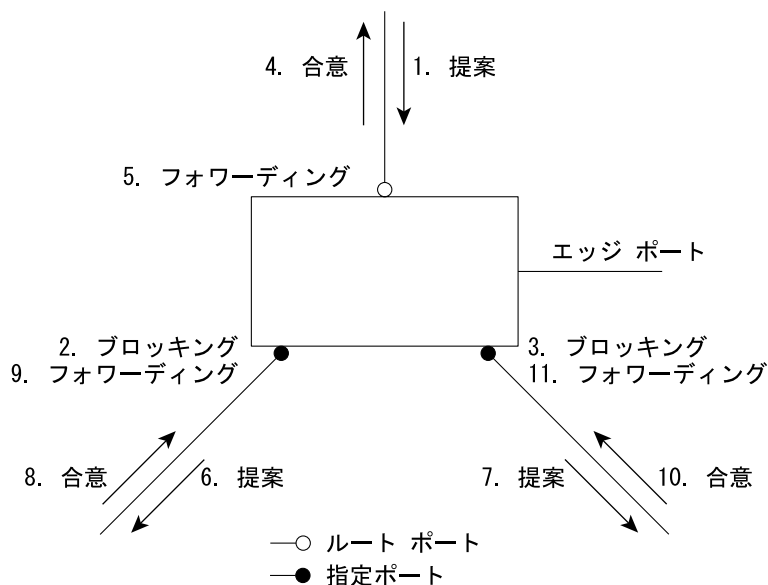 4. 合意
1. 提案
5. フォワーディング
エッジ ポート
2. ブロッキング
9. フォワーディング
3. ブロッキング
11. フォワーディング
8. 合意
6. 提案
7. 提案
10. 合意
ルート ポート
指定ポート